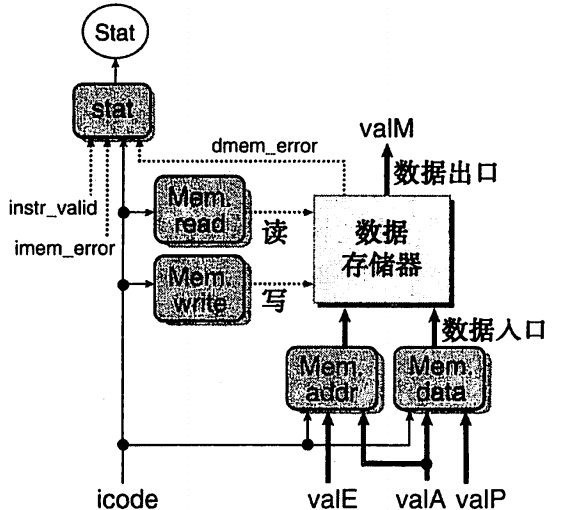 Stat
stat
dmem_error
valM
数据出口
instr_valid
Mem.
read
读
数据
存储器
imem_error
Mem.
write
写
数据入口
Mem.
addr
Mem.
data
icode
valE
valA
valP